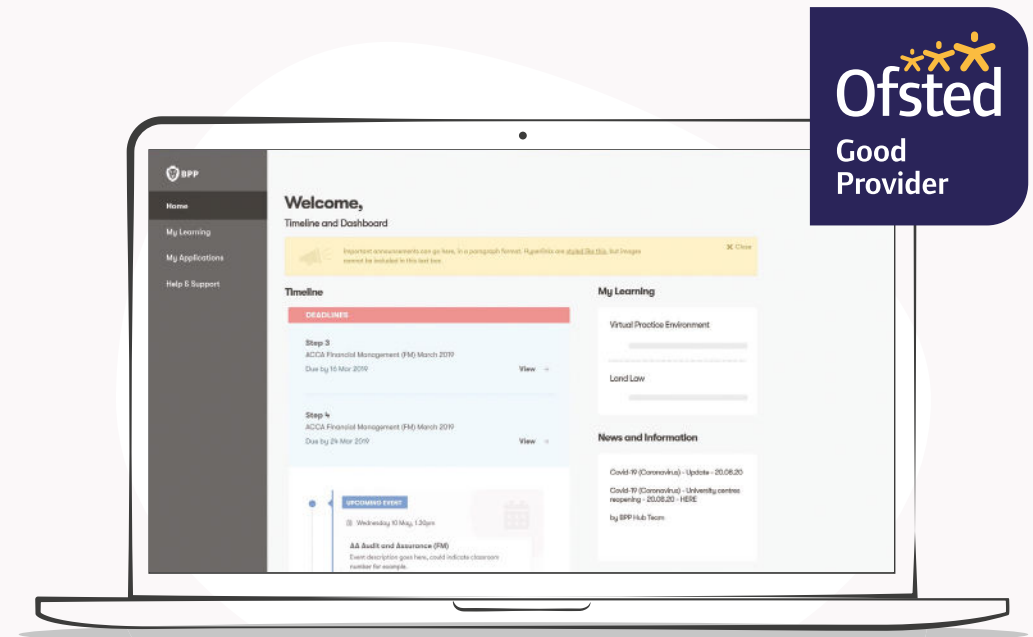 Ofsted
Good
Provider
BPP
Home
My Learning
My Applications
Help & Support
Welcome,
Timeline and Dashboard
Important announcements can go here, in a paragraph format. Hyperlinks are styled like this, but images
cannot be included in this text box.
Close
Timeline
DEADLINES
Step 3
ACCA Financial Management (FM) March 2019
Due by 16 Mar 2019
View
Step 4
ACCA Financial Management (FM) March 2019
Due by 24 Mar 2019
View
UPCOMING EVENT
Wednesday 10 May, 1.30pm
AA Audit and Assurance (FM)
Event description goes here, could indicate classroom
number for example.
My Learning
Virtual Practice Environment
Land Law
News and Information
Covid-19 (Coronavirus) - Update - 20.08.20
Covid-19 (Coronavirus) - University centres
reopening - 20.08.20 - HERE
by BPP Hub Team